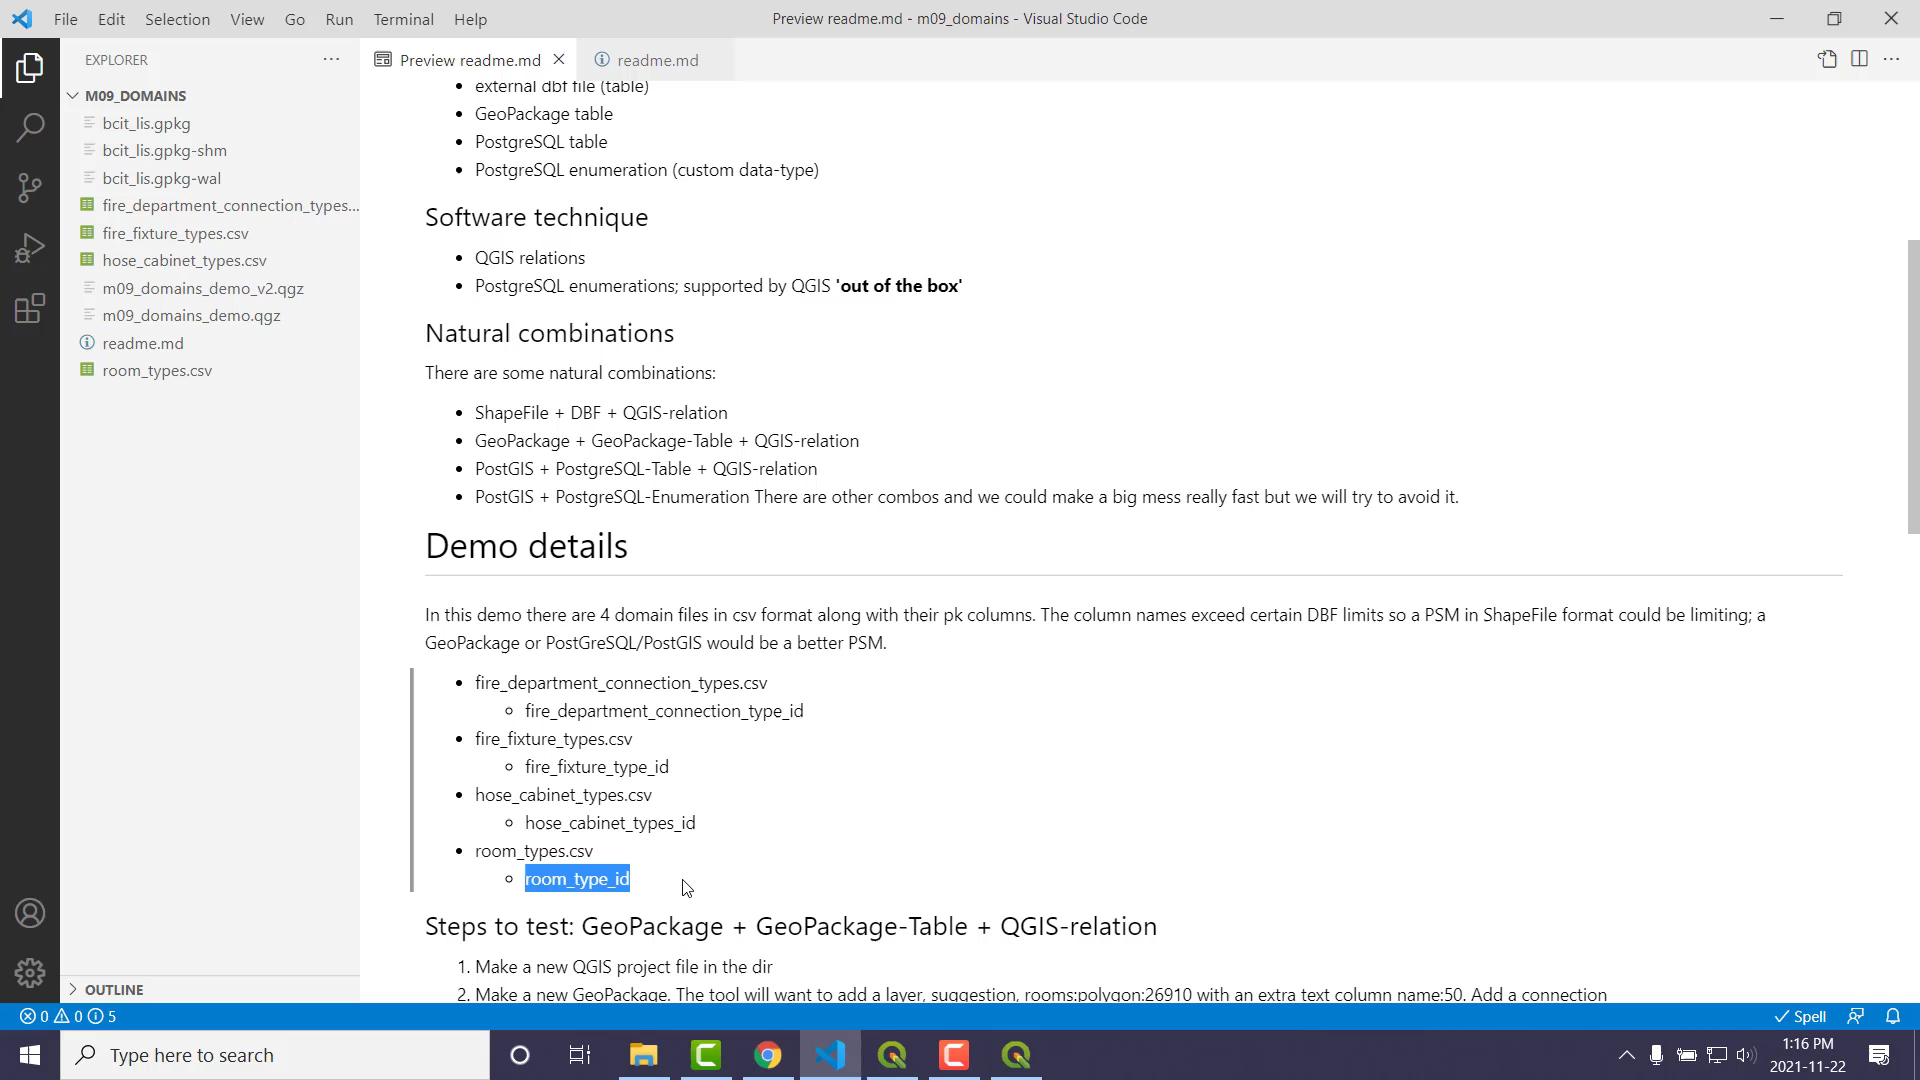 File Edit Selection View Go Run Terminal Help
Preview readme.md - m09_domains - Visual Studio Code
EXPLORER
Preview readme.md
readme.md
M09_DOMAINS
bcit_lis.gpkg
bcit_lis.gpkg-shm
bcit_lis.gpkg-wal
fire_department_connection_types...
fire_fixture_types.csv
hose_cabinet_types.csv
m09_domains_demo_v2.qgz
m09_domains_demo.qgz
readme.md
room_types.csv
OUTLINE
external dbf file (table)
GeoPackage table
PostgreSQL table
PostgreSQL enumeration (custom data-type)
Software technique
QGIS relations
PostgreSQL enumerations; supported by QGIS 'out of the box'
Natural combinations
There are some natural combinations:
ShapeFile + DBF + QGIS-relation
GeoPackage + GeoPackage-Table + QGIS-relation
PostGIS + PostgreSQL-Table + QGIS-relation
PostGIS + PostgreSQL-Enumeration There are other combos and we could make a big mess really fast but we will try to avoid it.
Demo details
In this demo there are 4 domain files in csv format along with their pk columns. The column names exceed certain DBF limits so a PSM in ShapeFile format could be limiting; a
GeoPackage or PostGreSQL/PostGIS would be a better PSM.
fire_department_connection_types.csv
fire_department_connection_type_id
fire_fixture_types.csv
fire_fixture_type_id
hose_cabinet_types.csv
hose_cabinet_types_id
room_types.csv
room_type_id
Steps to test: GeoPackage + GeoPackage-Table + QGIS-relation
1. Make a new QGIS project file in the dir
2. Make a new GeoPackage. The tool will want to add a layer, suggestion, rooms:polygon:26910 with an extra text column name:50. Add a connection
0 0 5
Spell
Type here to search
1:16 PM
2021-11-22